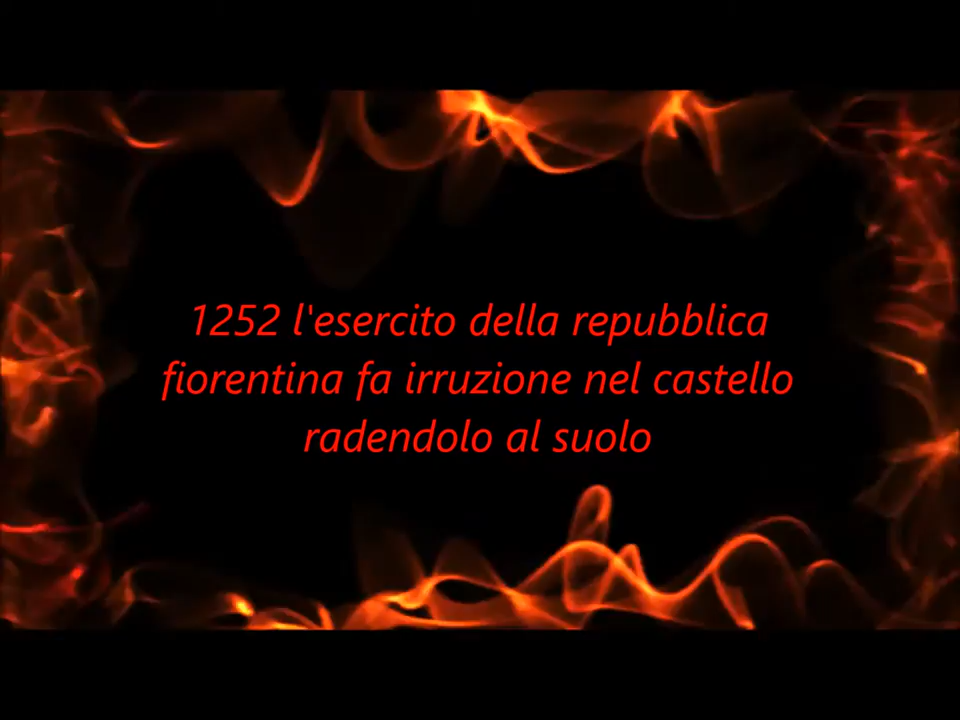 1252 l'esercito della repubblica
fiorentina fa irruzione nel castello
radendolo al suolo